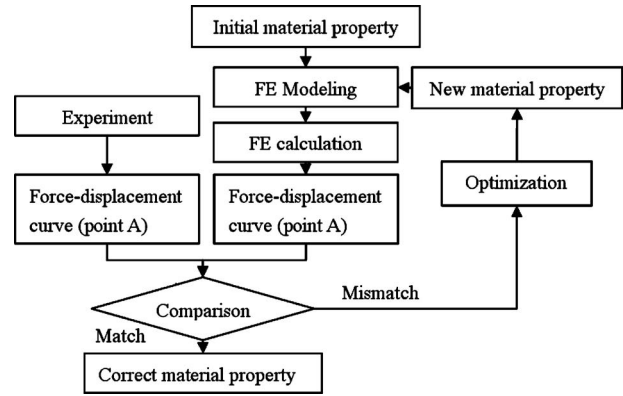 Initial material property
FE Modeling
New material property
Experiment
FE calculation
Force-displacement
curve (point A)
Force-displacement
curve (point A)
Optimization
Comparison
Mismatch
Match
Correct material property